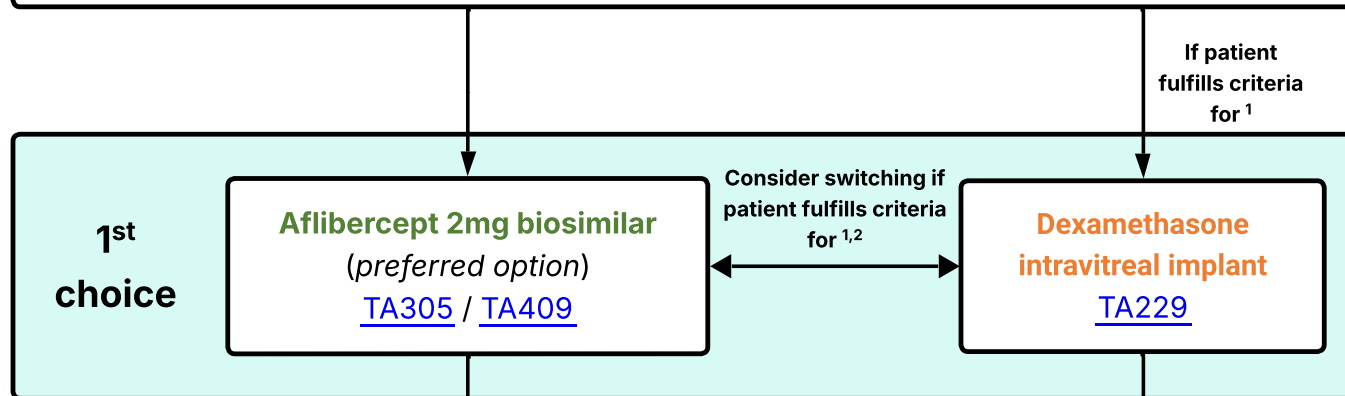 If patient
fulfills criteria
for ¹
1st
choice
Aflibercept 2mg biosimilar
(preferred option)
TA305 / TA409
Consider switching if
patient fulfills criteria
for ¹,²
Dexamethasone
intravitreal implant
TA229